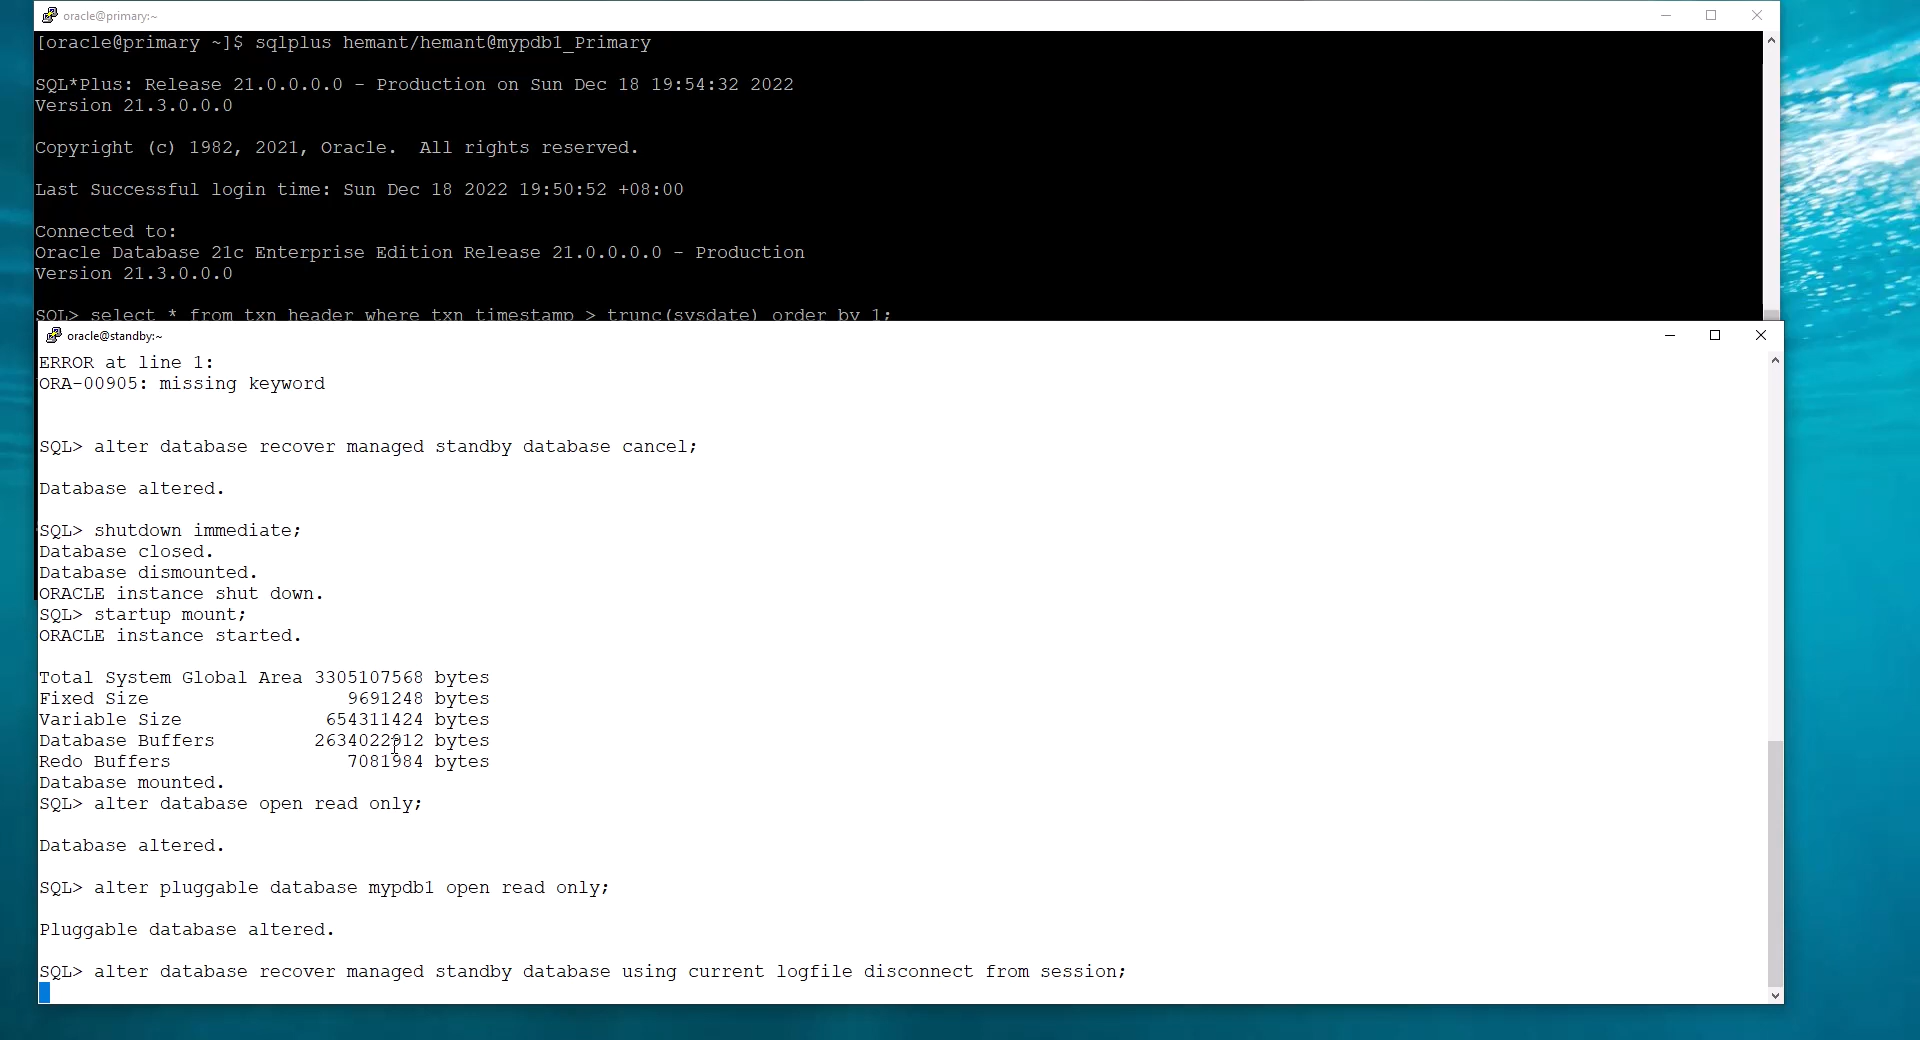 oracle@primary:~
[oracle@primary ~]$ sqlplus hemant/hemant@mypdb1_Primary
SQL*Plus: Release 21.0.0.0.0 - Production on Sun Dec 18 19:54:32 2022
Version 21.3.0.0.0
Copyright (c) 1982, 2021, Oracle.  All rights reserved.
Last Successful login time: Sun Dec 18 2022 19:50:52 +08:00
Connected to:
Oracle Database 21c Enterprise Edition Release 21.0.0.0.0 - Production
Version 21.3.0.0.0
SQL> select * from txn_header where txn_timestamp > trunc(sysdate) order by 1;
oracle@standby:~
ERROR at line 1:
ORA-00905: missing keyword
SQL> alter database recover managed standby database cancel;
Database altered.
SQL> shutdown immediate;
Database closed.
Database dismounted.
ORACLE instance shut down.
SQL> startup mount;
ORACLE instance started.
Total System Global Area 3305107568 bytes
Fixed Size                  9691248 bytes
Variable Size             654311424 bytes
Database Buffers         2634022912 bytes
Redo Buffers                7081984 bytes
Database mounted.
SQL> alter database open read only;
Database altered.
SQL> alter pluggable database mypdb1 open read only;
Pluggable database altered.
SQL> alter database recover managed standby database using current logfile disconnect from session;